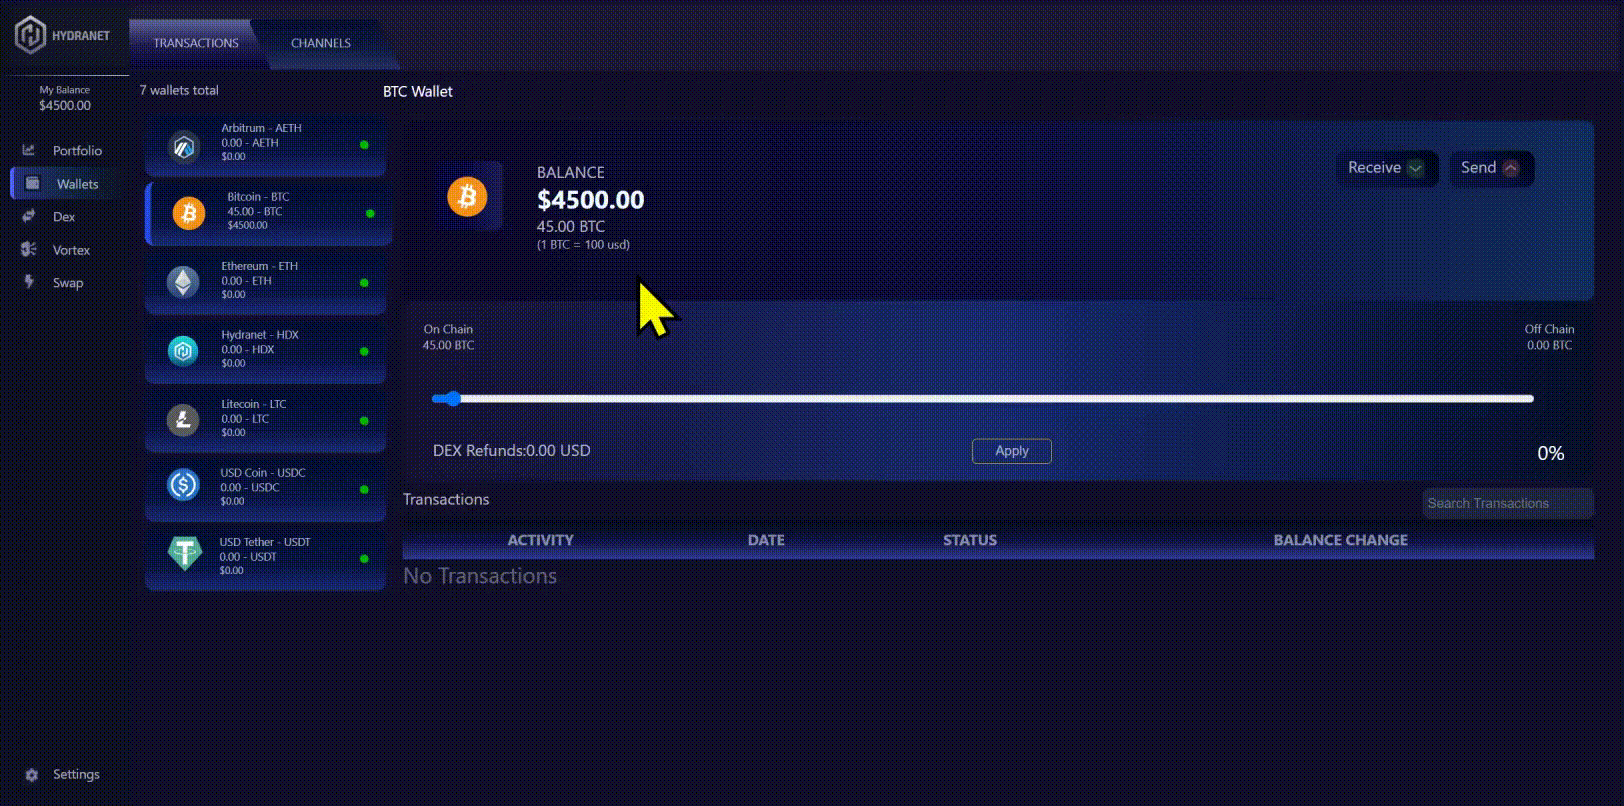 HYDRANET
TRANSACTIONS
CHANNELS
My Balance
$4500.00
Portfolio
Wallets
Dex
Vortex
Swap
Settings
7 wallets total
Arbitrum - AETH
0.00 - AETH
$0.00
Bitcoin - BTC
45.00 - BTC
$4500.00
Ethereum - ETH
0.00 - ETH
$0.00
Hydranet - HDX
0.00 - HDX
$0.00
Litecoin - LTC
0.00 - LTC
$0.00
USD Coin - USDC
0.00 - USDC
$0.00
USD Tether - USDT
0.00 - USDT
$0.00
BTC Wallet
BALANCE
$4500.00
45.00 BTC
(1 BTC = 100 usd)
Receive
Send
On Chain
45.00 BTC
Off Chain
0.00 BTC
DEX Refunds:0.00 USD
Apply
0%
Transactions
Search Transactions
ACTIVITY DATE STATUS BALANCE CHANGE
No Transactions